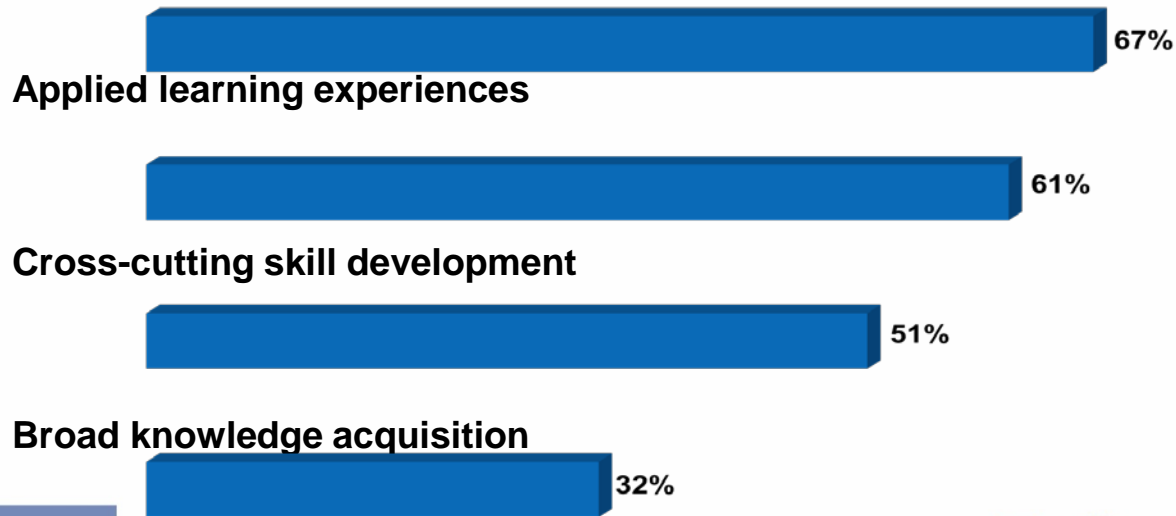 67%
Applied learning experiences
61%
Cross-cutting skill development
51%
Broad knowledge acquisition
32%